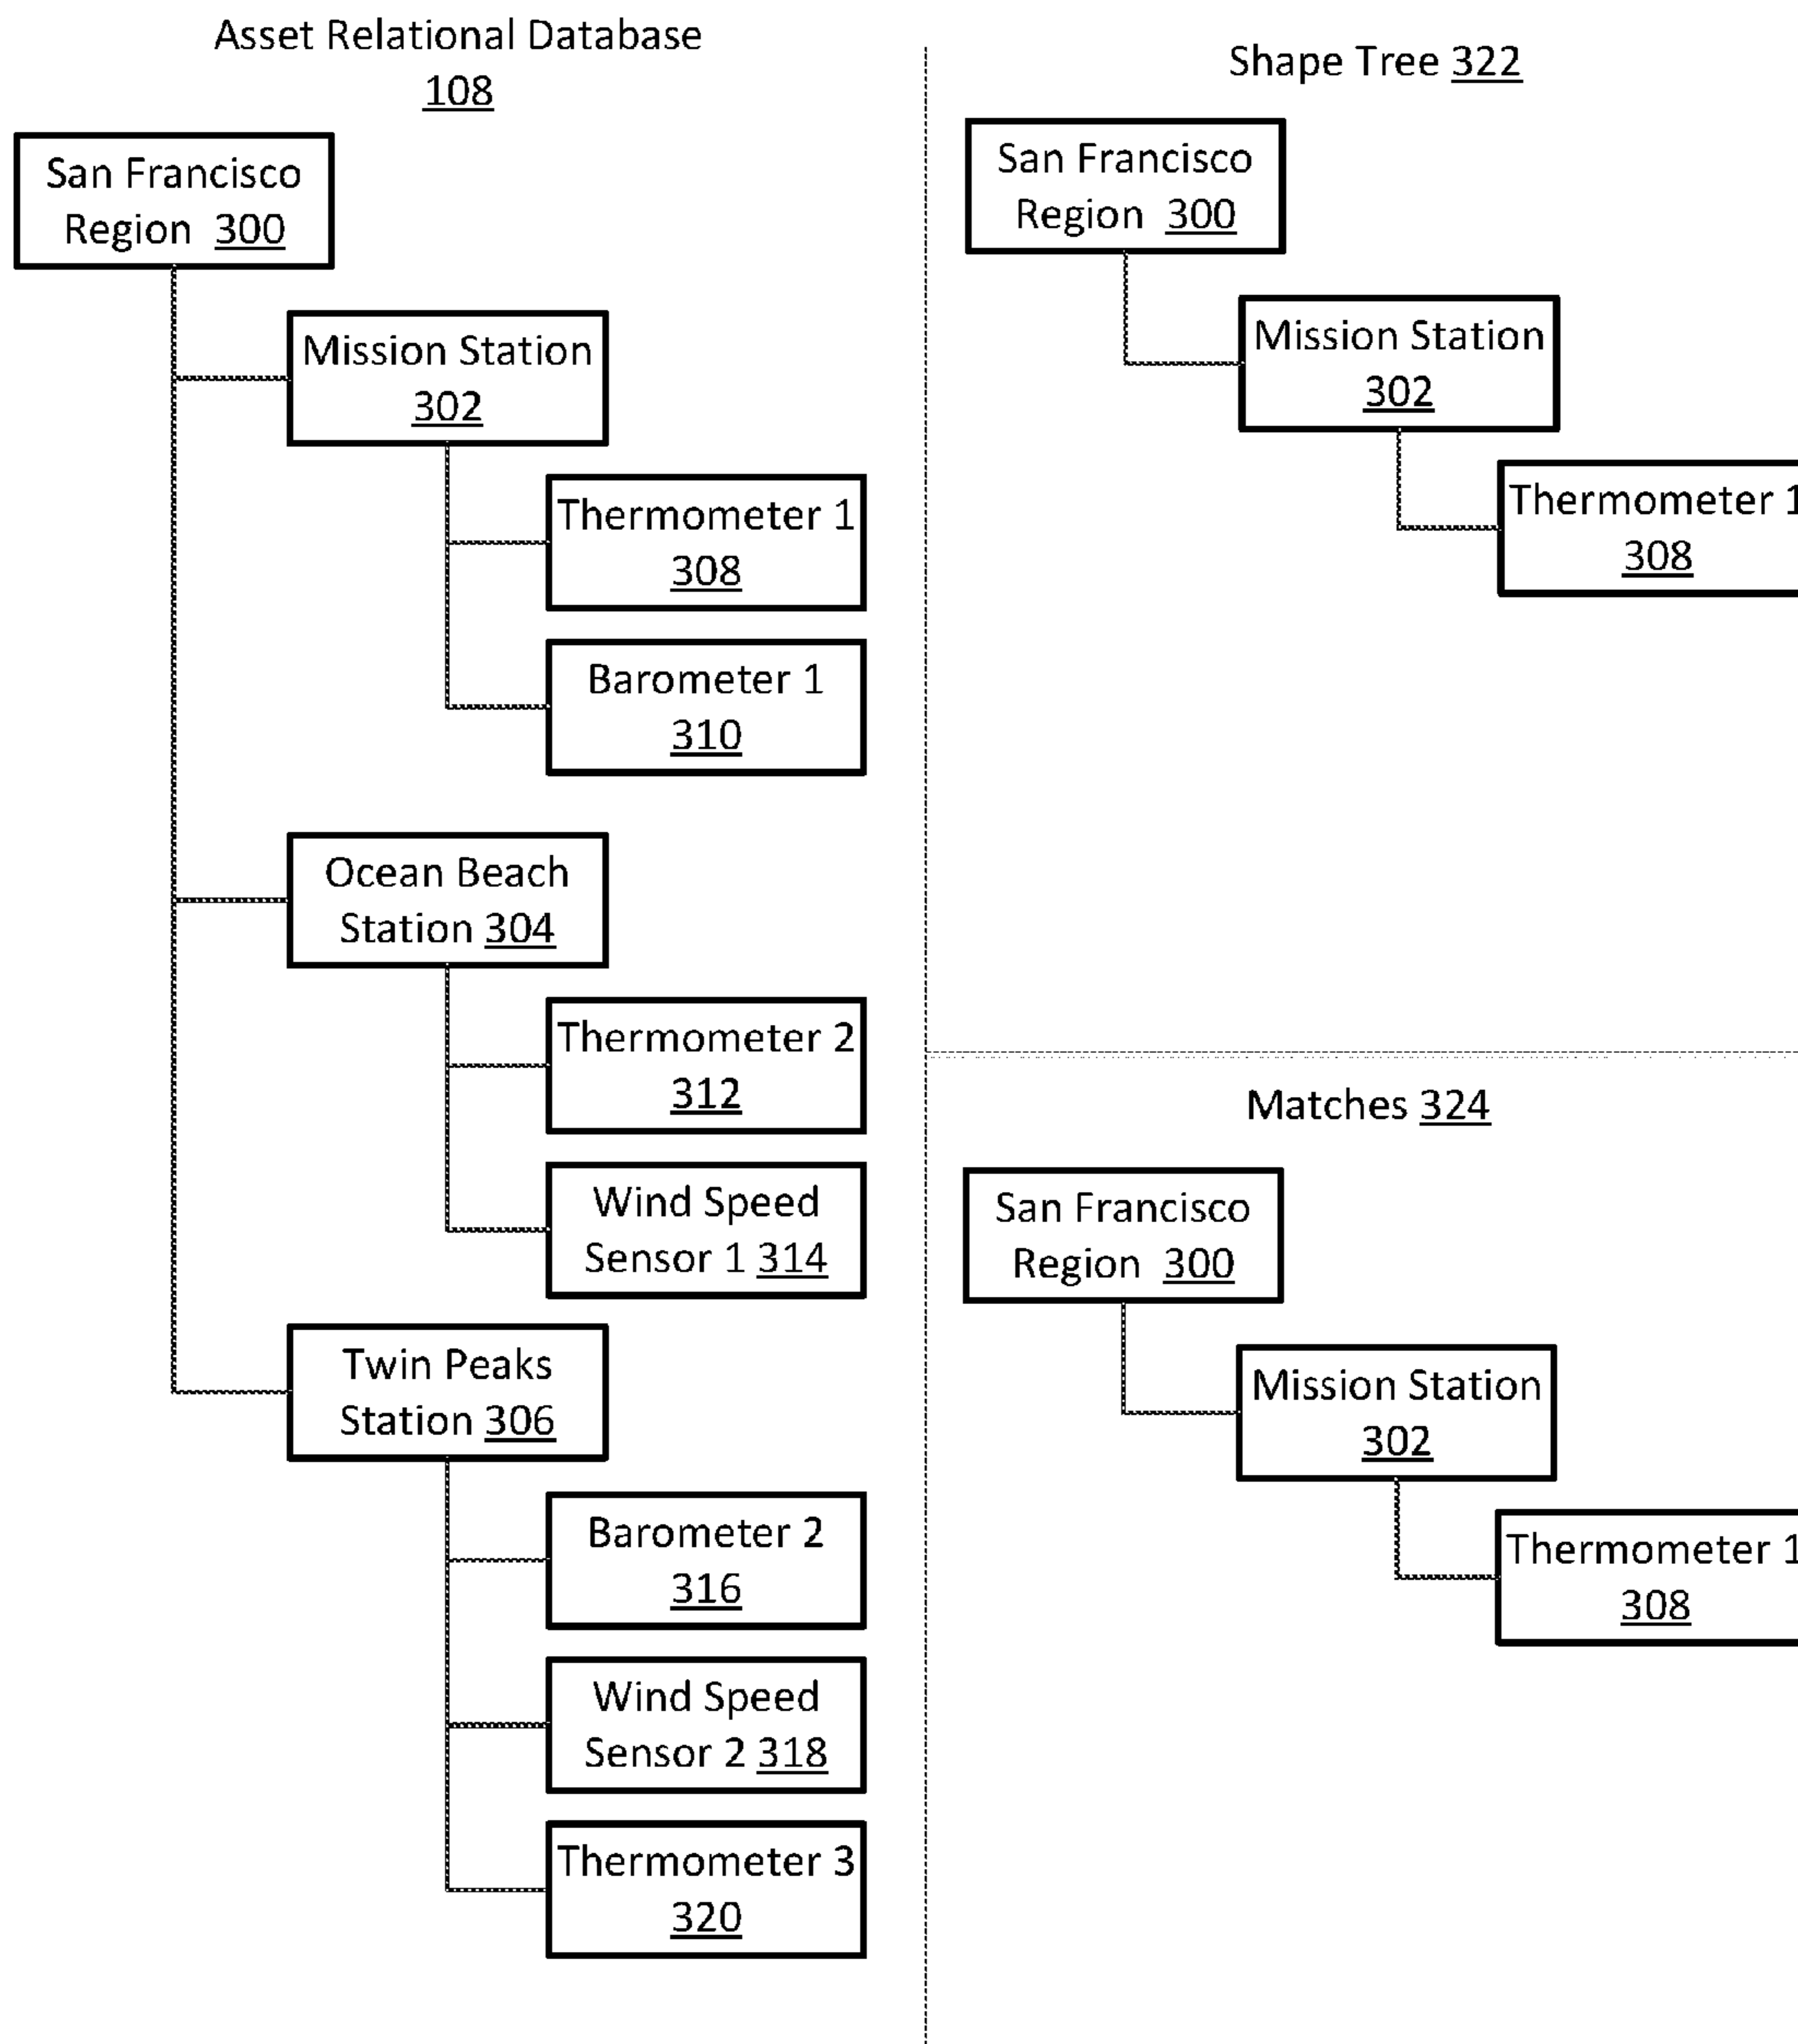 Asset Relational Database
108
San Francisco
Region 300
Mission Station
302
Thermometer 1
308
Barometer 1
310
Ocean Beach
Station 304
Thermometer 2
312
Wind Speed
Sensor 1 314
Twin Peaks
Station 306
Barometer 2
316
Wind Speed
Sensor 2 318
Thermometer 3
320
Shape Tree 322
San Francisco
Region 300
Mission Station
302
Thermometer 1
308
Matches 324
San Francisco
Region 300
Mission Station
302
Thermometer 1
308